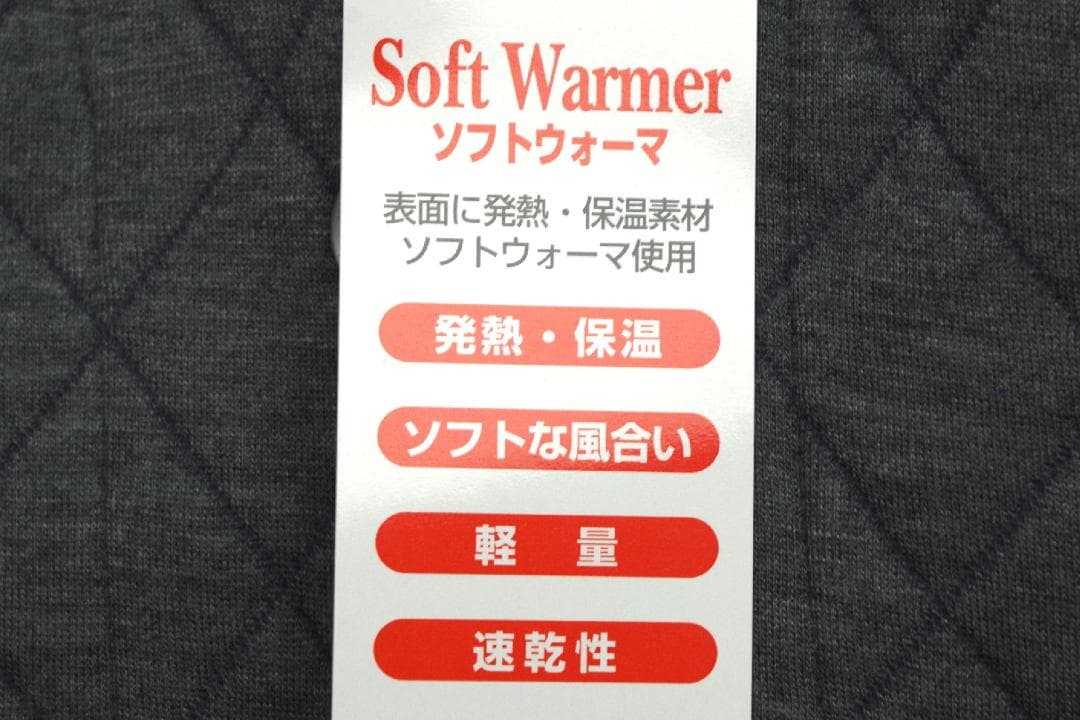 Soft Warmer
ソフトウォーマ
表面に発熱・保温素材
ソフトウォーマ使用
発熱・保温
ソフトな風合い
軽 量
速乾性